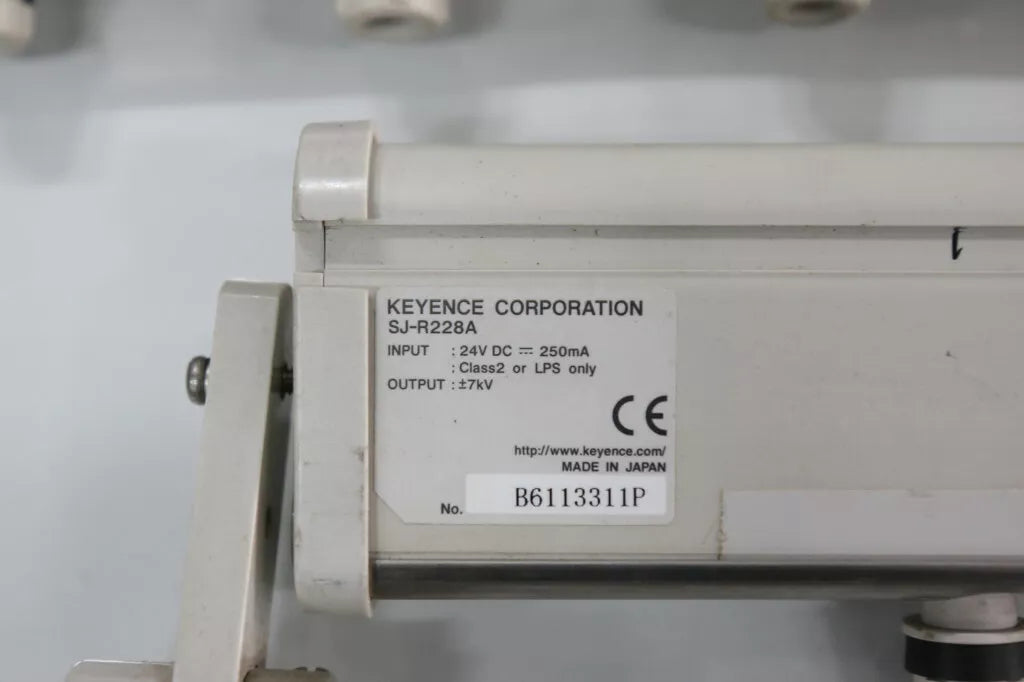 1
KEYENCE CORPORATION
SJ-R228A
INPUT : 24V DC ⎓ 250mA
: Class2 or LPS only
OUTPUT : ±7kV
CE
http://www.keyence.com/
MADE IN JAPAN
No. B6113311P